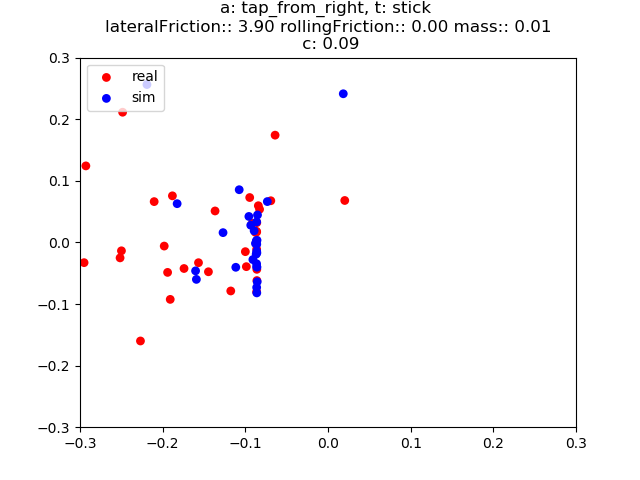 a: tap_from_right, t: stick
lateralFriction:: 3.90 rollingFriction:: 0.00 mass:: 0.01
c: 0.09
real
sim
0.3
0.2
0.1
0.0
−0.1
−0.2
−0.3
−0.3 −0.2 −0.1 0.0 0.1 0.2 0.3